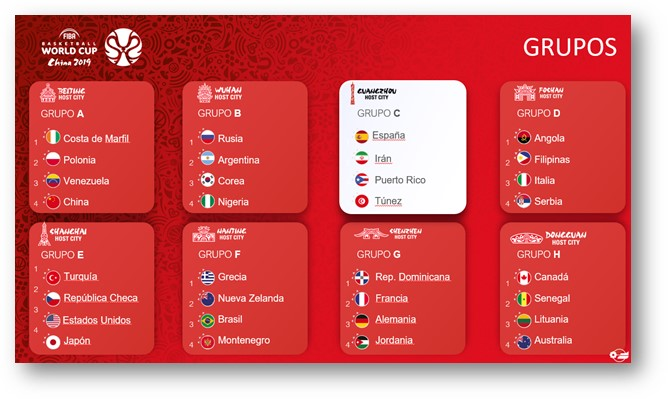 FIBA
BASKETBALL
WORLD CUP
China 2019
GRUPOS
BEIJING
HOST CITY
GRUPO A
1 Costa de Marfil
2 Polonia
3 Venezuela
4 China
WUHAN
HOST CITY
GRUPO B
1 Rusia
2 Argentina
3 Corea
4 Nigeria
GUANGZHOU
HOST CITY
GRUPO C
España
Irán
Puerto Rico
Túnez
FOSHAN
HOST CITY
GRUPO D
1 Angola
2 Filipinas
3 Italia
4 Serbia
SHANGHAI
HOST CITY
GRUPO E
1 Turquía
2 República Checa
3 Estados Unidos
4 Japón
NANJING
HOST CITY
GRUPO F
1 Grecia
2 Nueva Zelanda
3 Brasil
4 Montenegro
SHENZHEN
HOST CITY
GRUPO G
1 Rep. Dominicana
2 Francia
3 Alemania
4 Jordania
DONGGUAN
HOST CITY
GRUPO H
1 Canadá
2 Senegal
3 Lituania
4 Australia